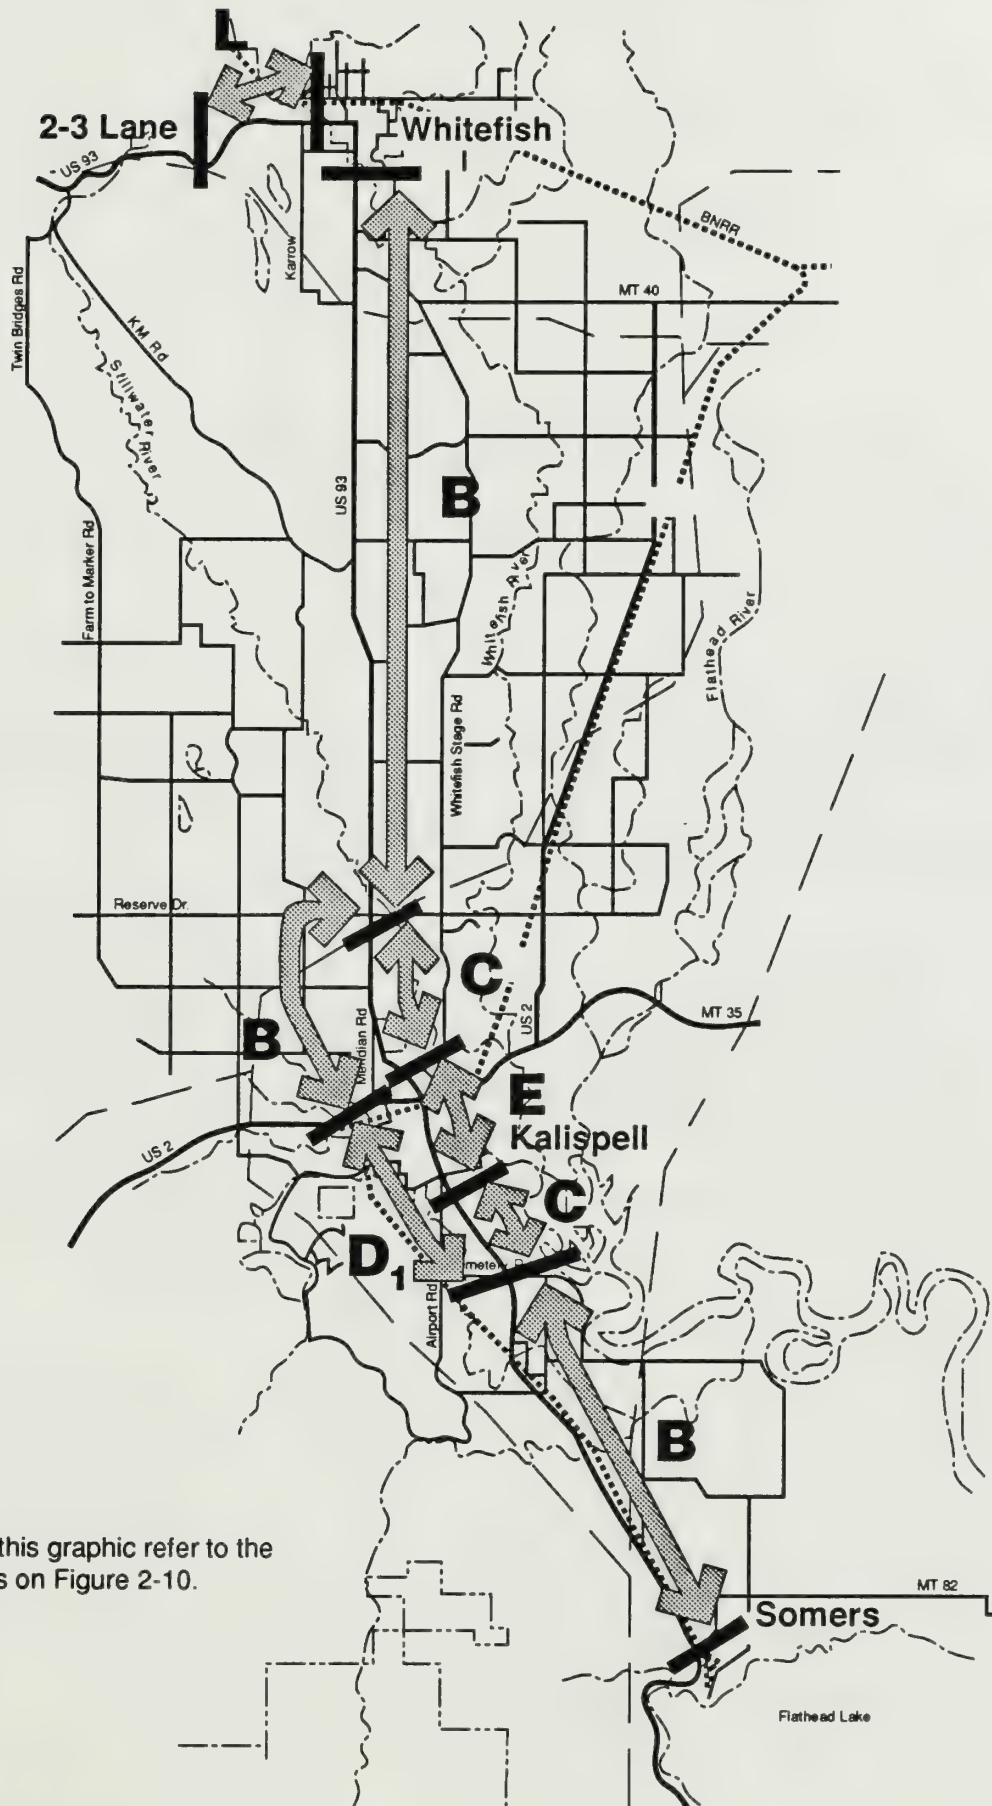 L
2-3 Lane
Whitefish
US 93
BNRR
Karrow
MT 40
Twin Bridges Rd
KM Rd
Stillwater River
US 93
B
Farm to Marker Rd
Whitefish River
Flathead River
Whitefish Stage Rd
Reserve Dr.
C
US 2
MT 35
B
Meridian Rd
E
Kalispell
US 2
C
D1
Airport Rd
B
this graphic refer to the
s on Figure 2-10.
MT 82
Somers
Flathead Lake